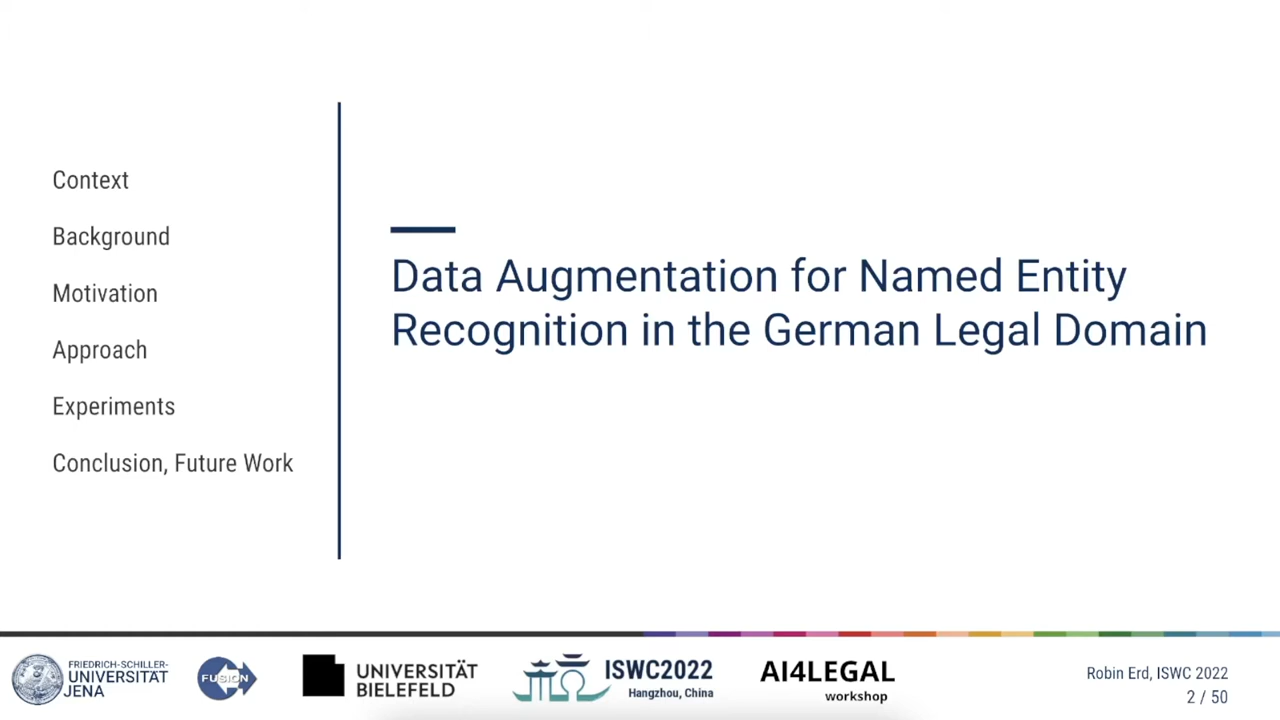 Context
Background
Motivation
Approach
Experiments
Conclusion, Future Work
Data Augmentation for Named Entity
Recognition in the German Legal Domain
FRIEDRICH-SCHILLER-
UNIVERSITÄT
JENA
FUSION
UNIVERSITÄT
BIELEFELD
ISWC2022
Hangzhou, China
AI4LEGAL
workshop
Robin Erd, ISWC 2022
2 / 50